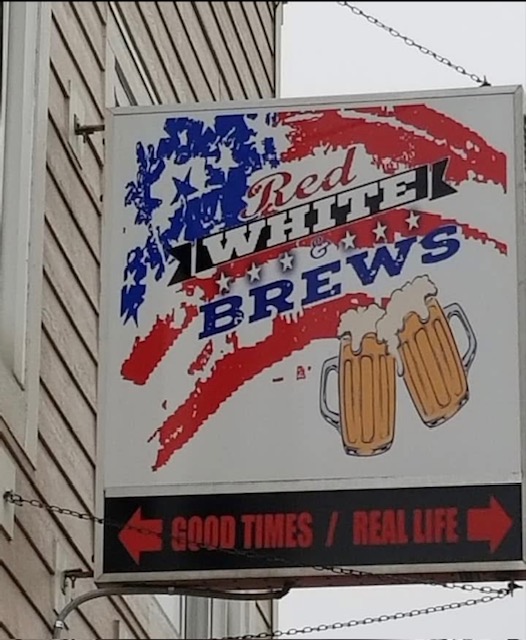 Red
WHITE
&
BREWS
GOOD TIMES / REAL LIFE